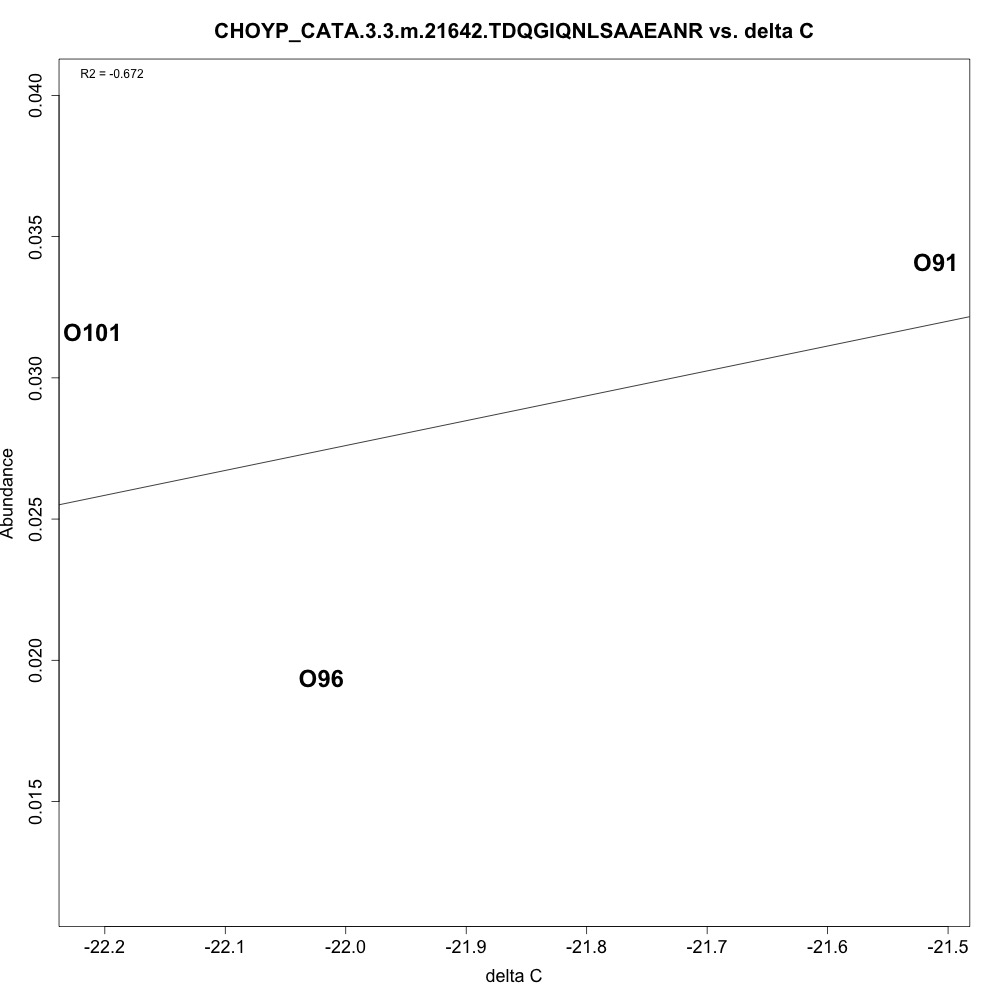 CHOYP_CATA.3.3.m.21642.TDQGIQNLSAAEANR vs. delta C
R2 = -0.672
0.040
0.035
0.030
0.025
0.020
0.015
Abundance
O91
O101
O96
-22.2 -22.1 -22.0 -21.9 -21.8 -21.7 -21.6 -21.5
delta C